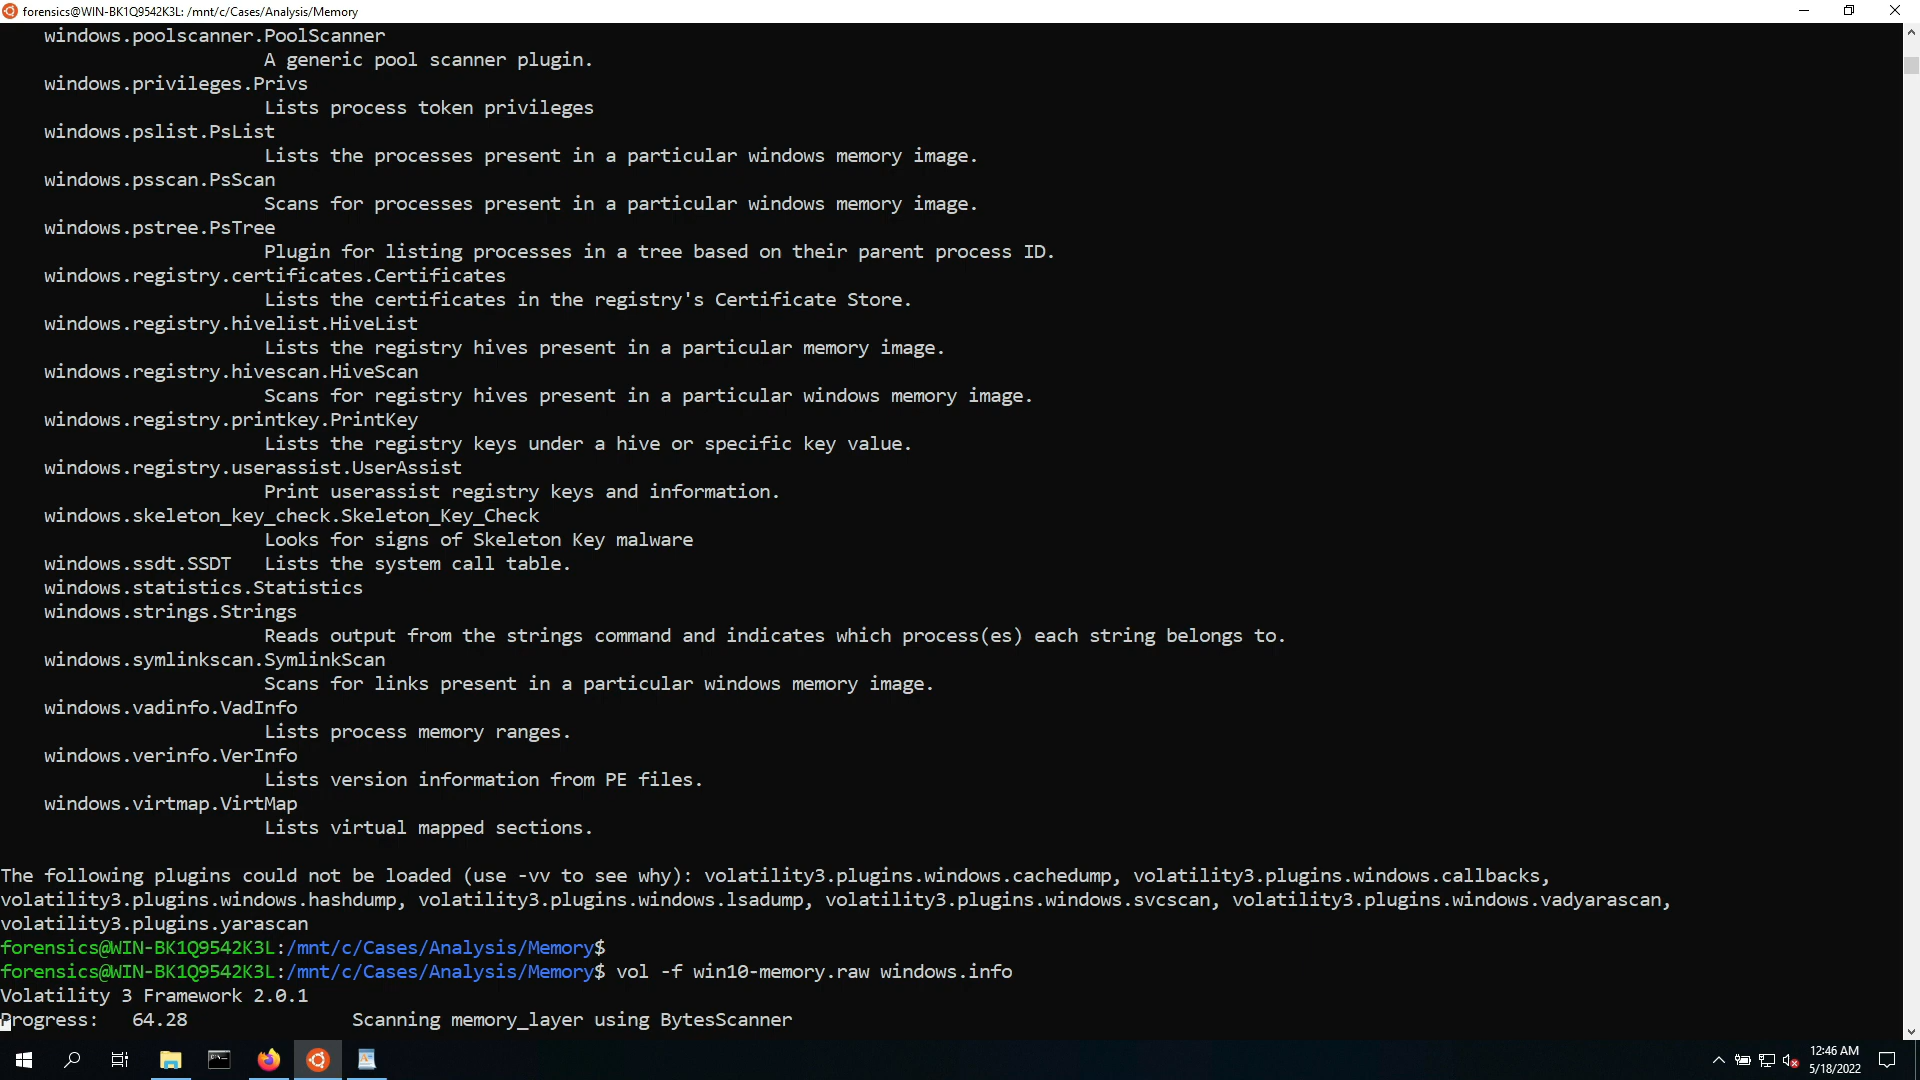 forensics@WIN-BK1Q9542K3L: /mnt/c/Cases/Analysis/Memory
windows.poolscanner.PoolScanner
A generic pool scanner plugin.
windows.privileges.Privs
Lists process token privileges
windows.pslist.PsList
Lists the processes present in a particular windows memory image.
windows.psscan.PsScan
Scans for processes present in a particular windows memory image.
windows.pstree.PsTree
Plugin for listing processes in a tree based on their parent process ID.
windows.registry.certificates.Certificates
Lists the certificates in the registry's Certificate Store.
windows.registry.hivelist.HiveList
Lists the registry hives present in a particular memory image.
windows.registry.hivescan.HiveScan
Scans for registry hives present in a particular windows memory image.
windows.registry.printkey.PrintKey
Lists the registry keys under a hive or specific key value.
windows.registry.userassist.UserAssist
Print userassist registry keys and information.
windows.skeleton_key_check.Skeleton_Key_Check
Looks for signs of Skeleton Key malware
windows.ssdt.SSDT   Lists the system call table.
windows.statistics.Statistics
windows.strings.Strings
Reads output from the strings command and indicates which process(es) each string belongs to.
windows.symlinkscan.SymlinkScan
Scans for links present in a particular windows memory image.
windows.vadinfo.VadInfo
Lists process memory ranges.
windows.verinfo.VerInfo
Lists version information from PE files.
windows.virtmap.VirtMap
Lists virtual mapped sections.
The following plugins could not be loaded (use -vv to see why): volatility3.plugins.windows.cachedump, volatility3.plugins.windows.callbacks,
volatility3.plugins.windows.hashdump, volatility3.plugins.windows.lsadump, volatility3.plugins.windows.svcscan, volatility3.plugins.windows.vadyarascan,
volatility3.plugins.yarascan
forensics@WIN-BK1Q9542K3L:/mnt/c/Cases/Analysis/Memory$
forensics@WIN-BK1Q9542K3L:/mnt/c/Cases/Analysis/Memory$ vol -f win10-memory.raw windows.info
Volatility 3 Framework 2.0.1
Progress:   64.28               Scanning memory_layer using BytesScanner
12:46 AM
5/18/2022